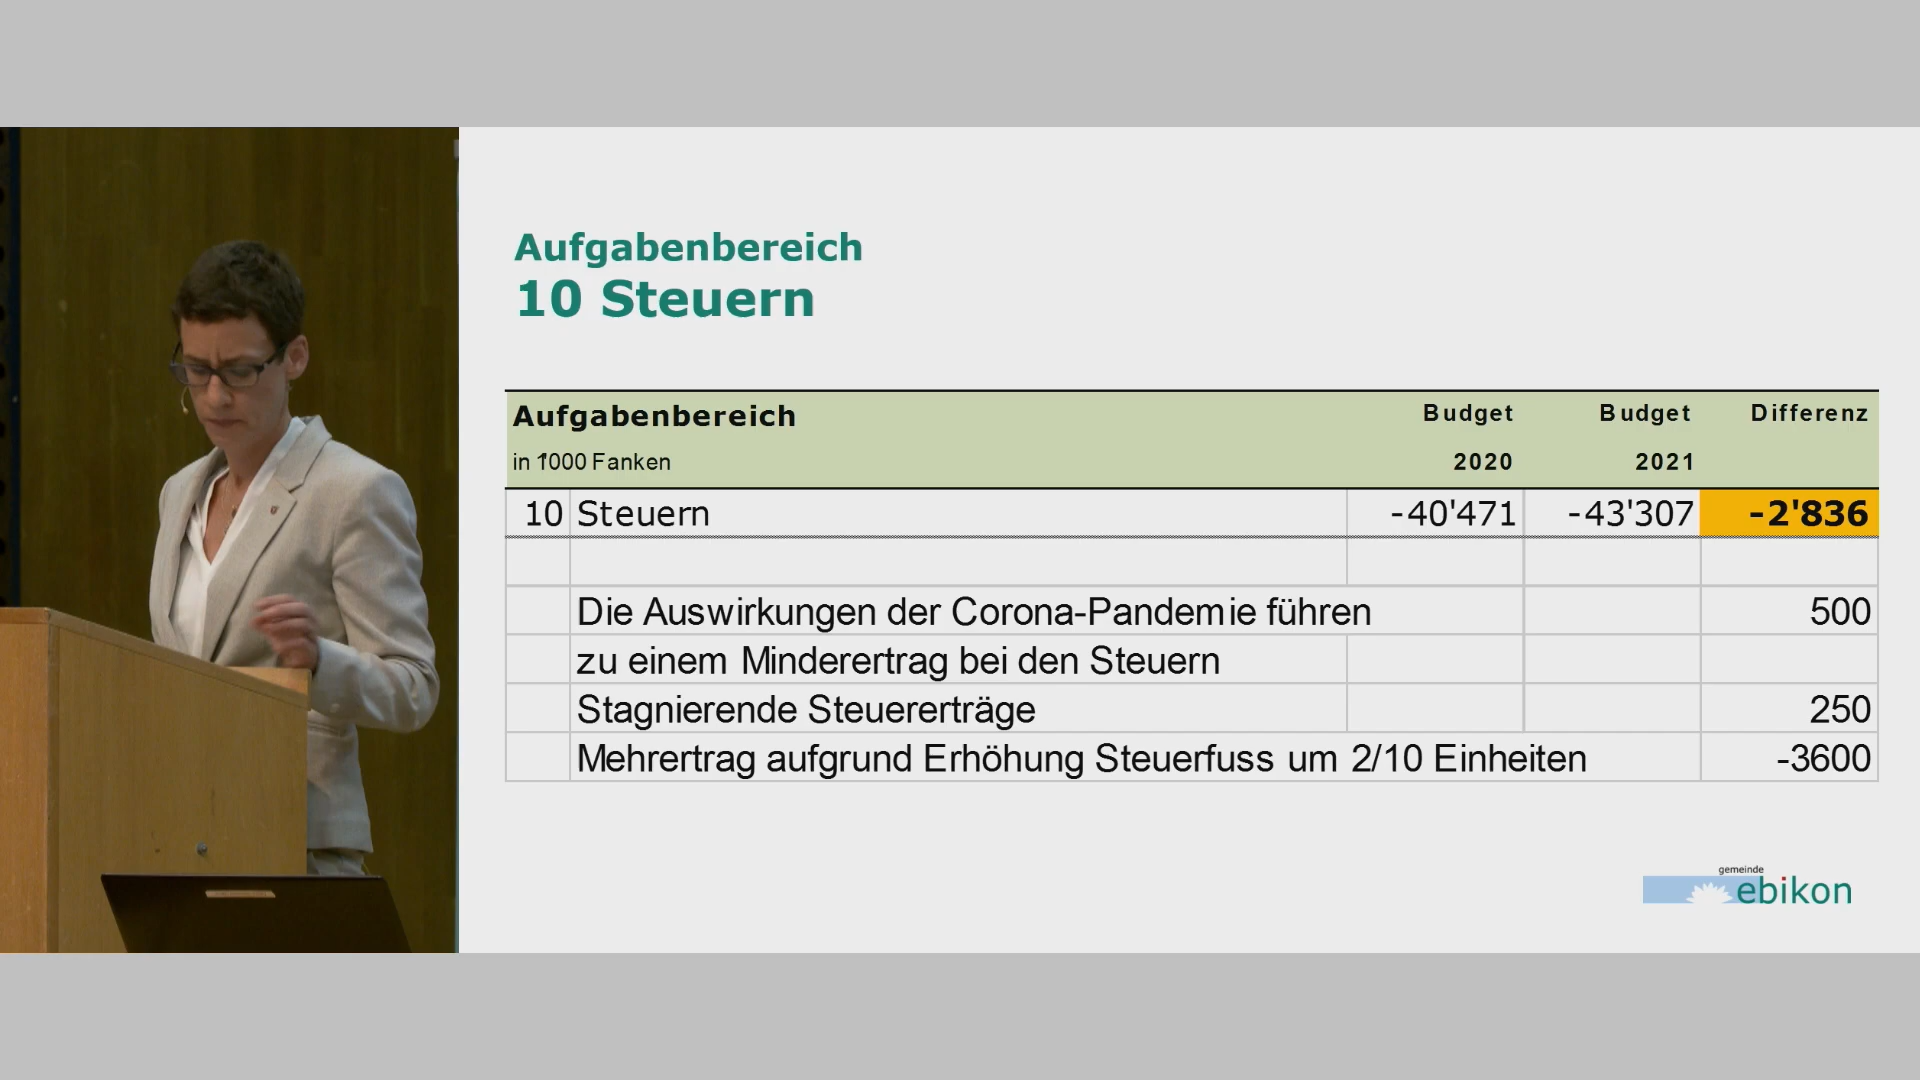 Aufgabenbereich
10 Steuern
Aufgabenbereich Budget Budget Differenz
in 1'000 Fanken 2020 2021
10 Steuern -40'471 -43'307 -2'836
Die Auswirkungen der Corona-Pandemie führen 500
zu einem Minderertrag bei den Steuern
Stagnierende Steuererträge 250
Mehrertrag aufgrund Erhöhung Steuerfuss um 2/10 Einheiten -3600
gemeinde
ebikon